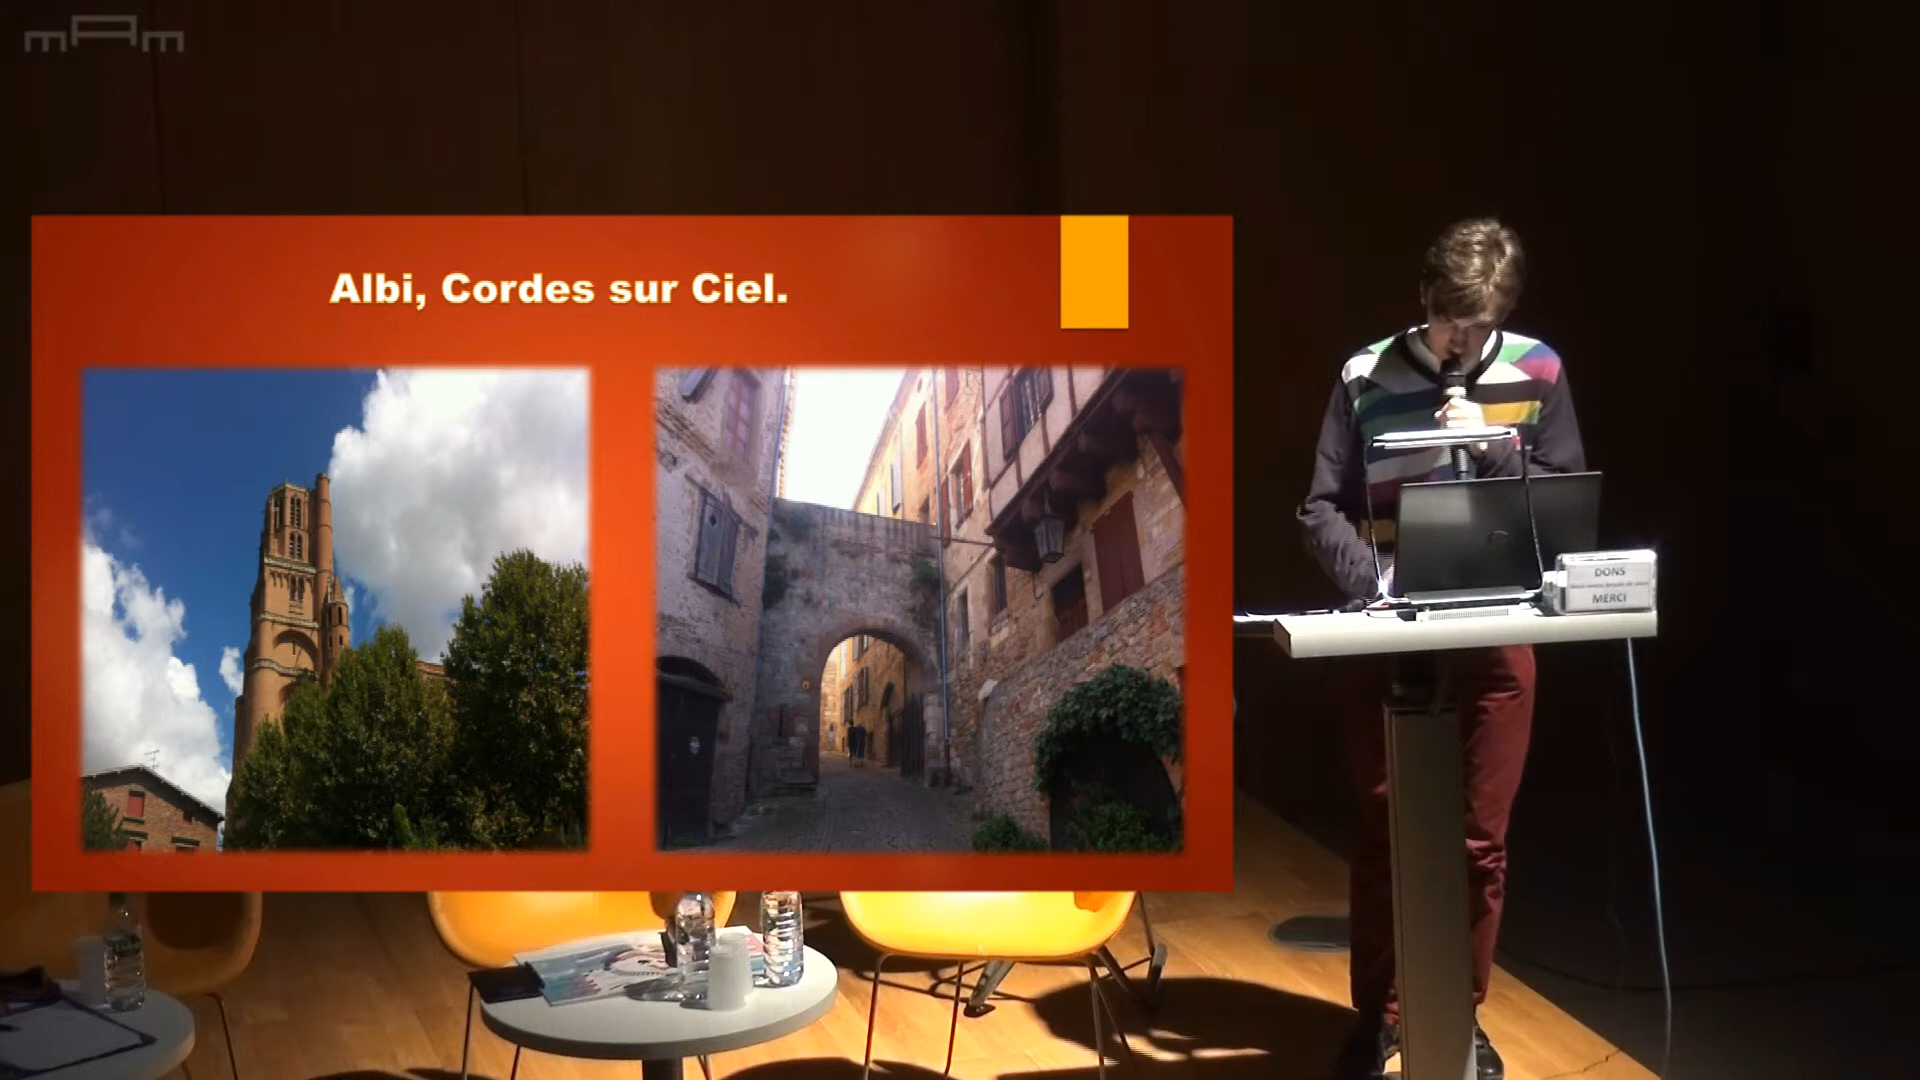 mAm
Albi, Cordes sur Ciel.
DONS
MERCI